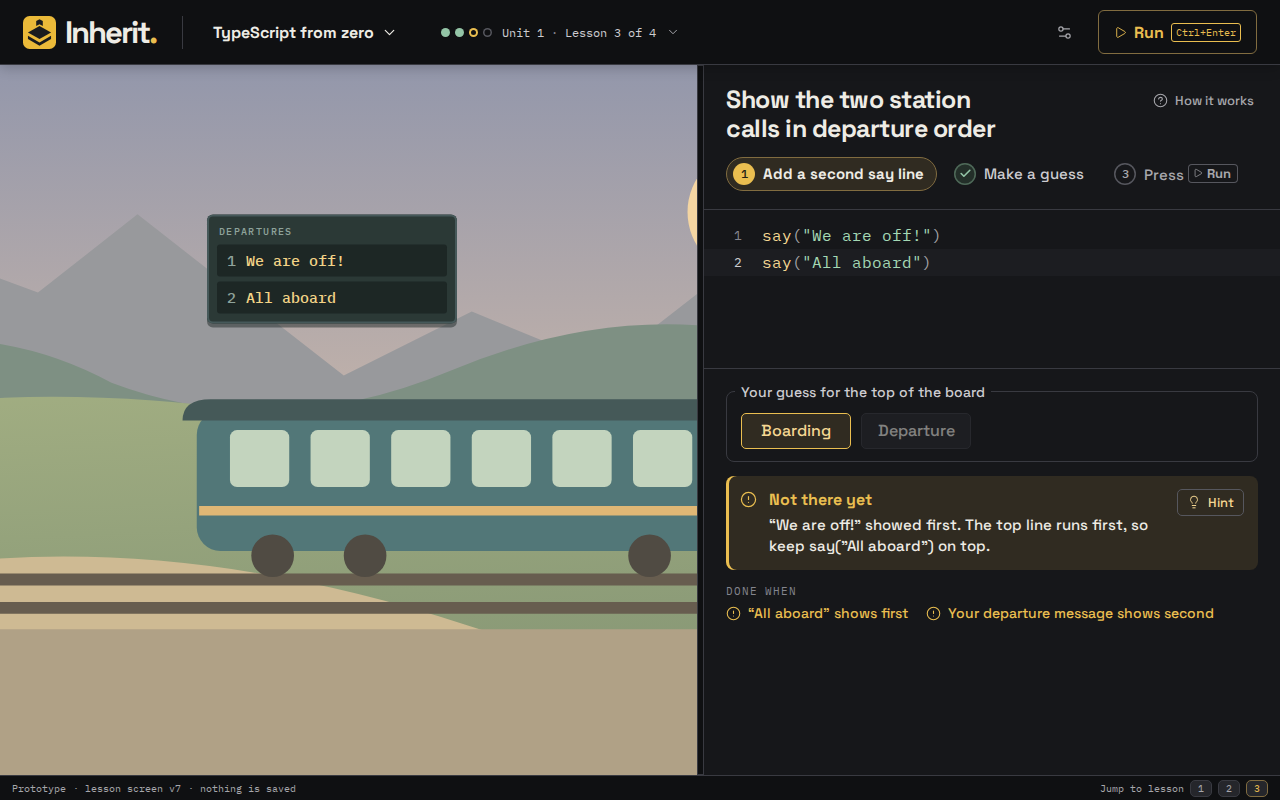 Inherit.
TypeScript from zero
Unit 1 · Lesson 3 of 4
Run Ctrl+Enter
DEPARTURES
1 We are off!
2 All aboard
Show the two station
calls in departure order
How it works
1 Add a second say line
Make a guess
3 Press Run
1 say("We are off!")
2 say("All aboard")
Your guess for the top of the board
Boarding
Departure
Not there yet
“We are off!” showed first. The top line runs first, so
keep say(”All aboard”) on top.
Hint
DONE WHEN
“All aboard” shows first
Your departure message shows second
Prototype · lesson screen v7 · nothing is saved
Jump to lesson 1 2 3